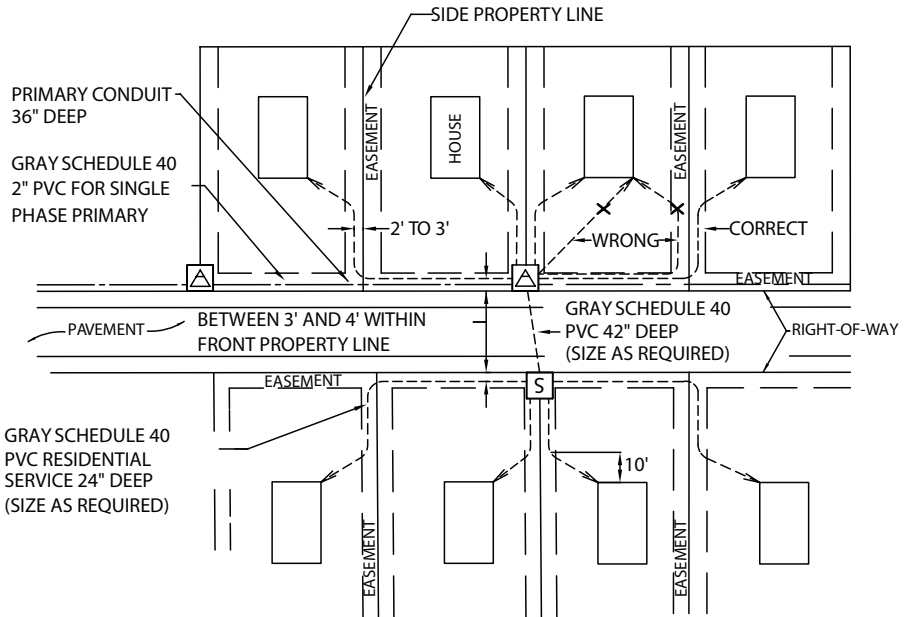 SIDE PROPERTY LINE
PRIMARY CONDUIT
36" DEEP
GRAY SCHEDULE 40
2" PVC FOR SINGLE
PHASE PRIMARY
EASEMENT
HOUSE
EASEMENT
2' TO 3'
WRONG
CORRECT
EASEMENT
PAVEMENT
BETWEEN 3' AND 4' WITHIN
FRONT PROPERTY LINE
GRAY SCHEDULE 40
PVC 42" DEEP
(SIZE AS REQUIRED)
RIGHT-OF-WAY
EASEMENT
S
GRAY SCHEDULE 40
PVC RESIDENTIAL
SERVICE 24" DEEP
(SIZE AS REQUIRED)
10'
EASEMENT
EASEMENT